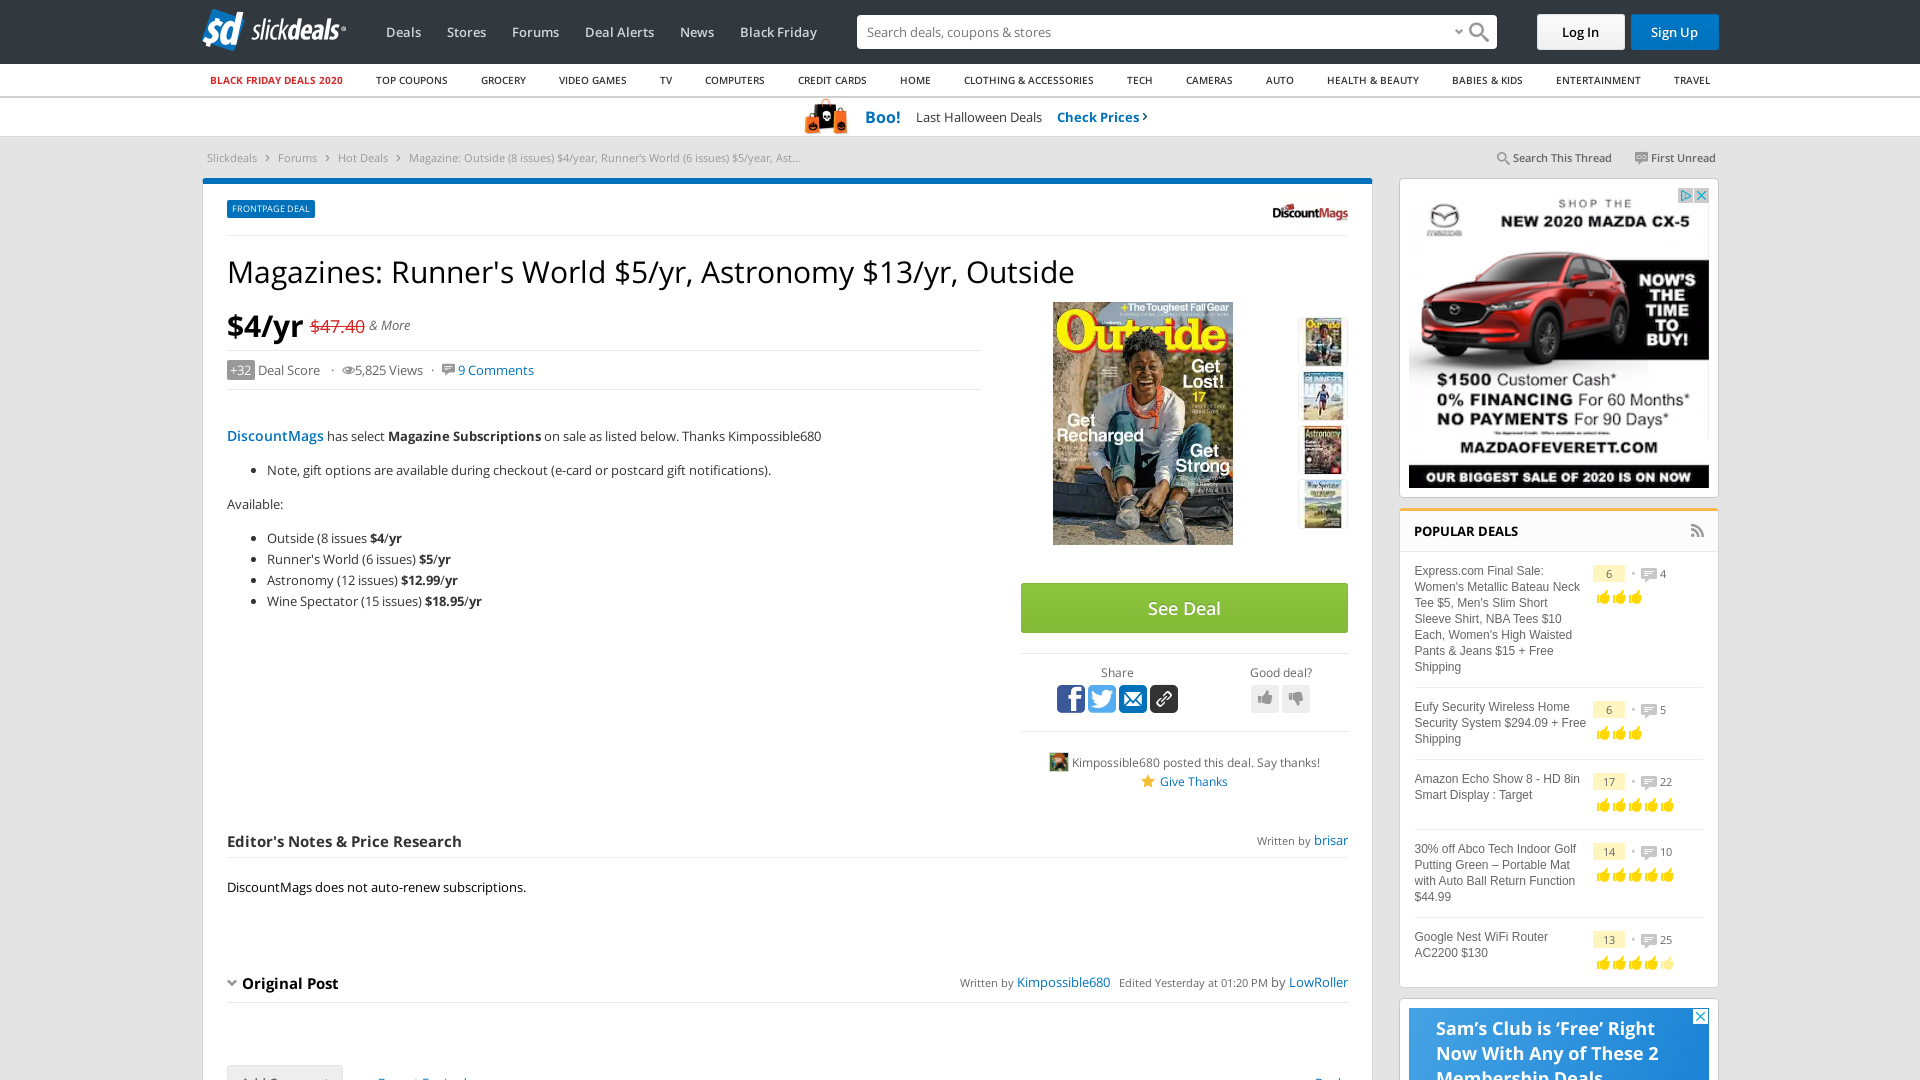 slickdeals
Deals
Stores
Forums
Deal Alerts
News
Black Friday
Search deals, coupons & stores
Log In
Sign Up
BLACK FRIDAY DEALS 2020
TOP COUPONS
GROCERY
VIDEO GAMES
TV
COMPUTERS
CREDIT CARDS
HOME
CLOTHING & ACCESSORIES
TECH
CAMERAS
AUTO
HEALTH & BEAUTY
BABIES & KIDS
ENTERTAINMENT
TRAVEL
Boo! Last Halloween Deals Check Prices
Slickdeals > Forums > Hot Deals > Magazine: Outside (8 issues) $4/year, Runner's World (6 issues) $5/year, Ast...
Search This Thread
First Unread
FRONTPAGE DEAL
DiscountMags
Magazines: Runner's World $5/yr, Astronomy $13/yr, Outside
$4/yr $47.40 & More
+32 Deal Score · 5,825 Views · 9 Comments
DiscountMags has select Magazine Subscriptions on sale as listed below. Thanks Kimpossible680
Note, gift options are available during checkout (e-card or postcard gift notifications).
Available:
Outside (8 issues $4/yr
Runner's World (6 issues) $5/yr
Astronomy (12 issues) $12.99/yr
Wine Spectator (15 issues) $18.95/yr
+The Toughest Fall Gear
Outside
Get
Lost!
17
Get
Recharged
Get
Strong
See Deal
Share
Good deal?
Kimpossible680 posted this deal. Say thanks!
Give Thanks
Editor's Notes & Price Research
Written by brisar
DiscountMags does not auto-renew subscriptions.
Original Post
Written by Kimpossible680 Edited Yesterday at 01:20 PM by LowRoller
SHOP THE
NEW 2020 MAZDA CX-5
mazda
NOW'S
THE
TIME
TO
BUY!
$1500 Customer Cash*
0% FINANCING For 60 Months*
NO PAYMENTS For 90 Days*
MAZDAOFEVERETT.COM
OUR BIGGEST SALE OF 2020 IS ON NOW
POPULAR DEALS
Express.com Final Sale:
Women's Metallic Bateau Neck
Tee $5, Men's Slim Short
Sleeve Shirt, NBA Tees $10
Each, Women's High Waisted
Pants & Jeans $15 + Free
Shipping
6 • 4
Eufy Security Wireless Home
Security System $294.09 + Free
Shipping
6 • 5
Amazon Echo Show 8 - HD 8in
Smart Display : Target
17 • 22
30% off Abco Tech Indoor Golf
Putting Green – Portable Mat
with Auto Ball Return Function
$44.99
14 • 10
Google Nest WiFi Router
AC2200 $130
13 • 25
Sam's Club is ‘Free’ Right
Now With Any of These 2
Membership Deals